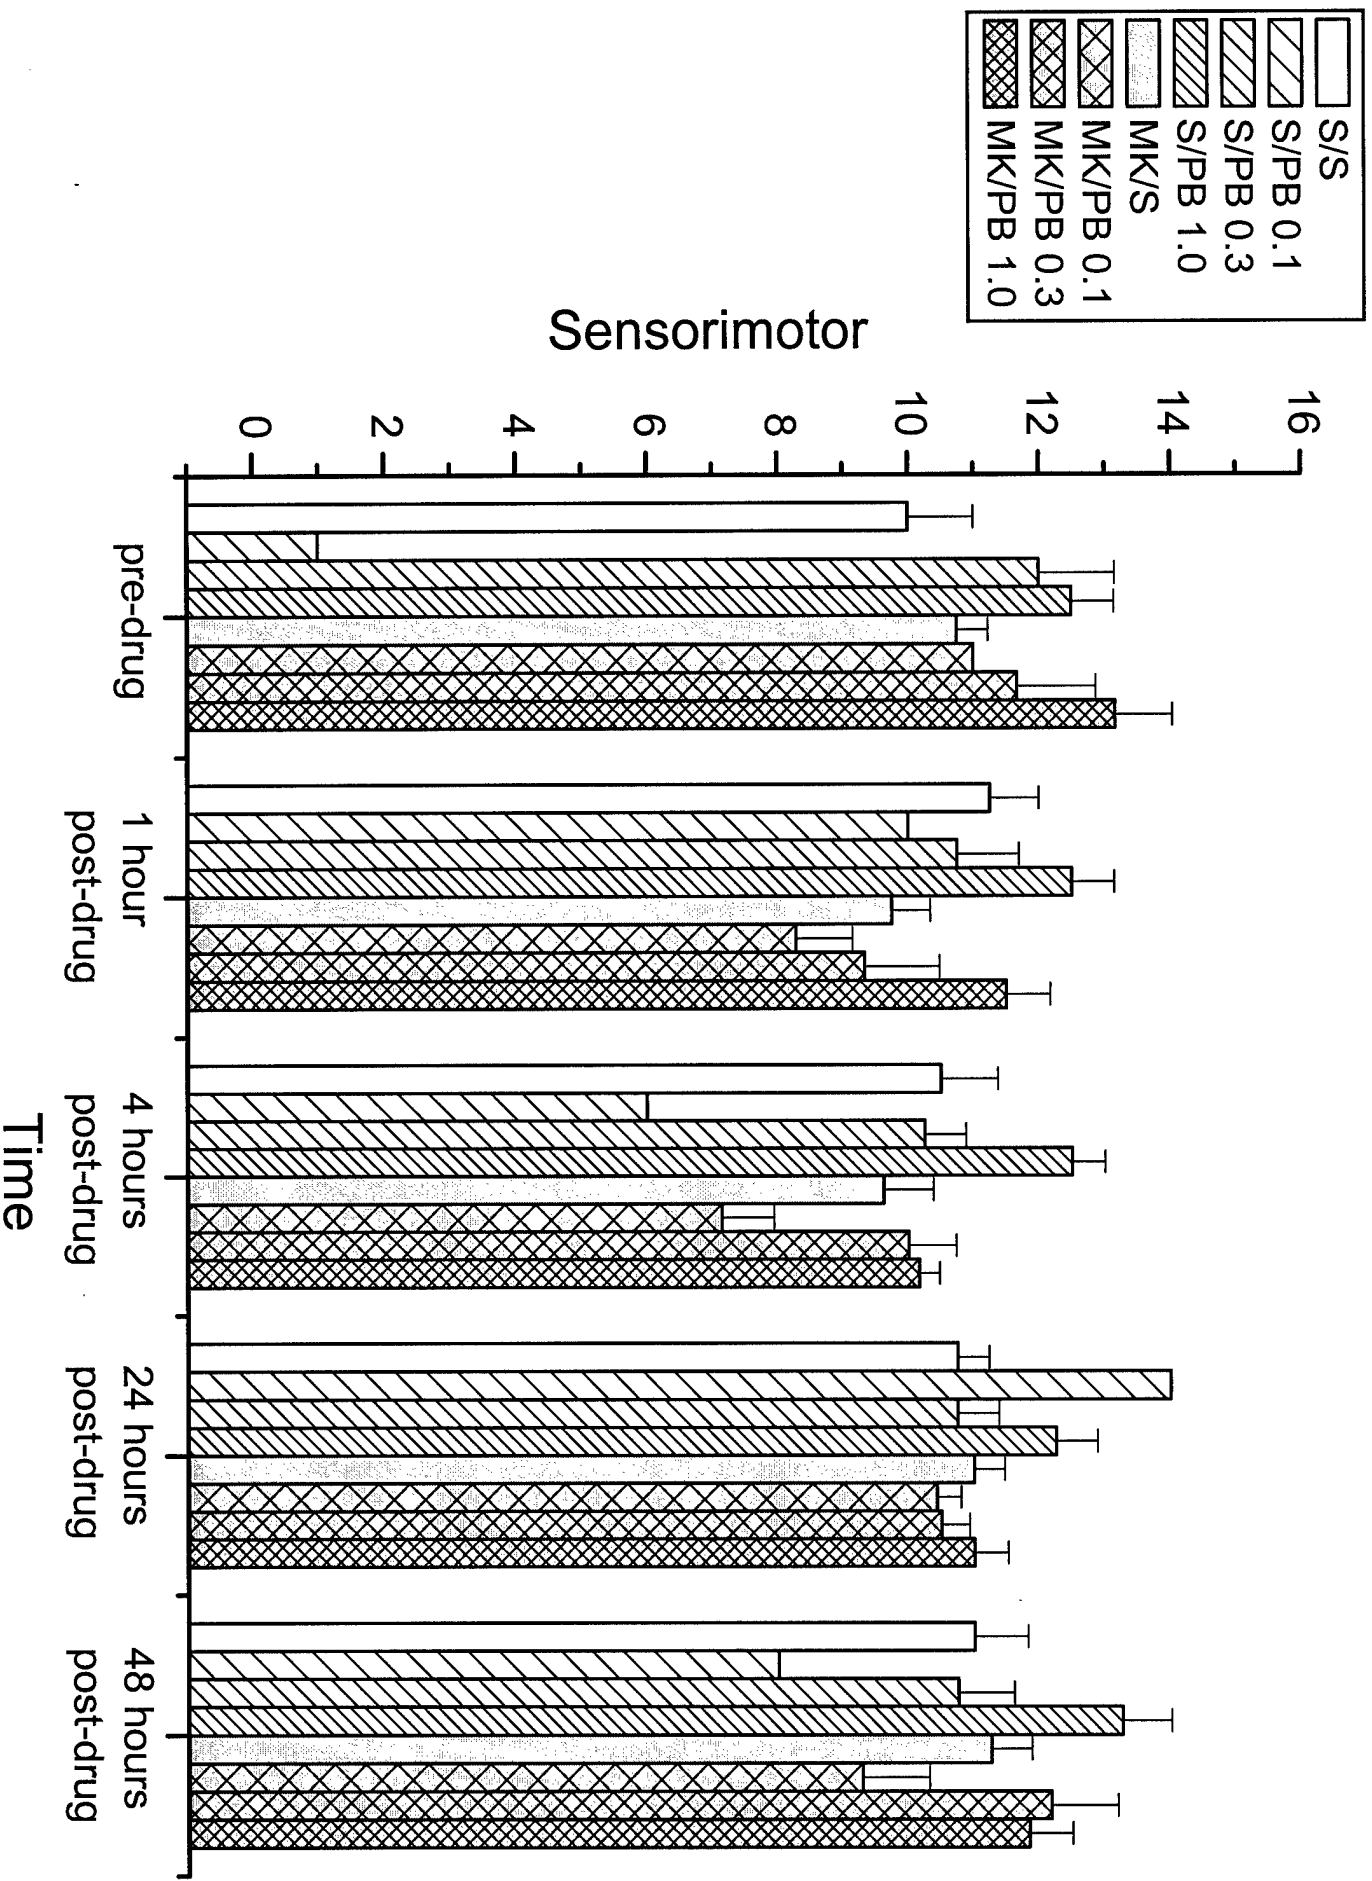 S/S
S/PB 0.1
S/PB 0.3
S/PB 1.0
MK/S
MK/PB 0.1
MK/PB 0.3
MK/PB 1.0
Sensorimotor
16
14
12
10
8
6
4
2
0
pre-drug
1 hour
post-drug
4 hours
post-drug
24 hours
post-drug
48 hours
post-drug
Time